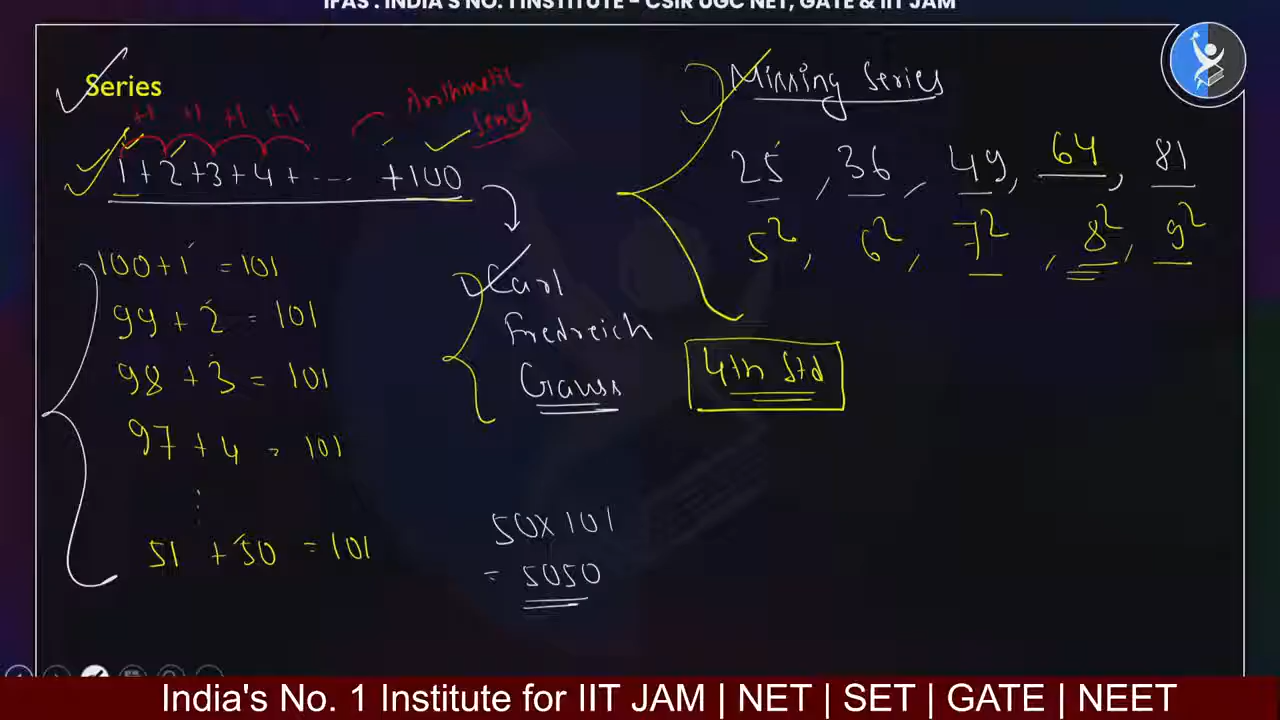 IFAS : INDIA'S NO. 1 INSTITUTE - CSIR UGC NET, GATE & IIT JAM
Series
+1 +1 +1 +1
Arithmetic
Series
1 + 2 + 3 + 4 + .... + 100
100 + 1 = 101
99 + 2 = 101
98 + 3 = 101
97 + 4 = 101
⋮
51 + 50 = 101
Carl
Fredreich
Gauss
50 x 101
= 5050
Missing Series
25, 36, 49, 64, 81
5², 6², 7², 8², 9²
4th Std
India's No. 1 Institute for IIT JAM | NET | SET | GATE | NEET